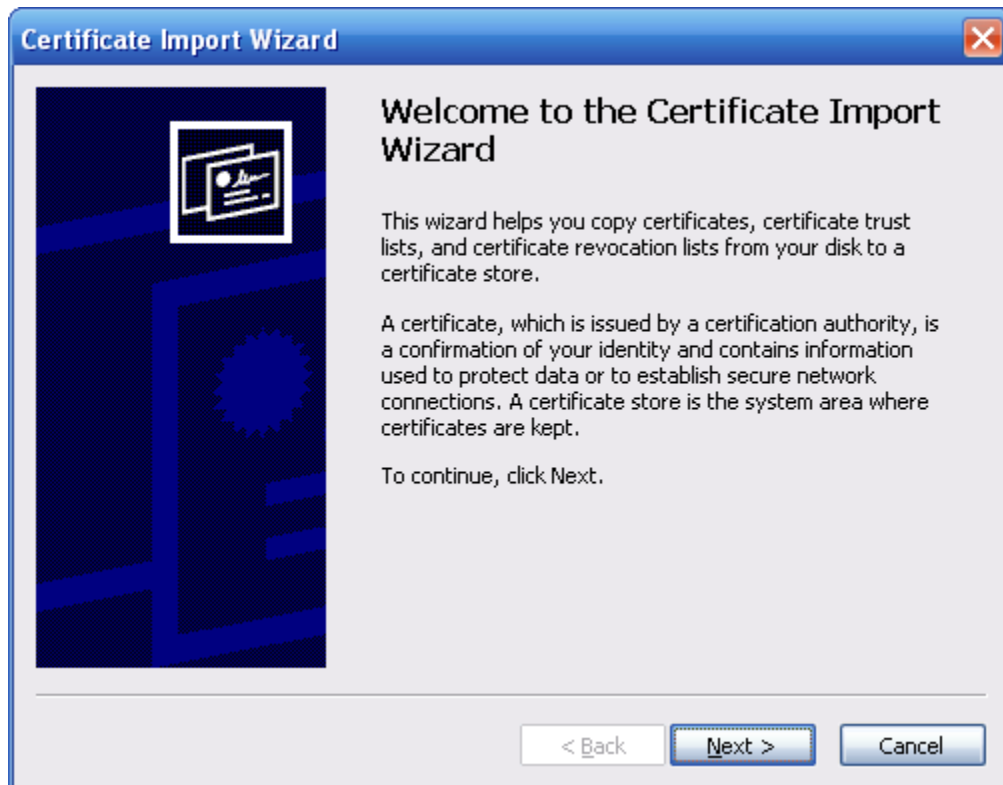 Certificate Import Wizard
Welcome to the Certificate Import
Wizard
This wizard helps you copy certificates, certificate trust
lists, and certificate revocation lists from your disk to a
certificate store.
A certificate, which is issued by a certification authority, is
a confirmation of your identity and contains information
used to protect data or to establish secure network
connections. A certificate store is the system area where
certificates are kept.
To continue, click Next.
< Back Next > Cancel